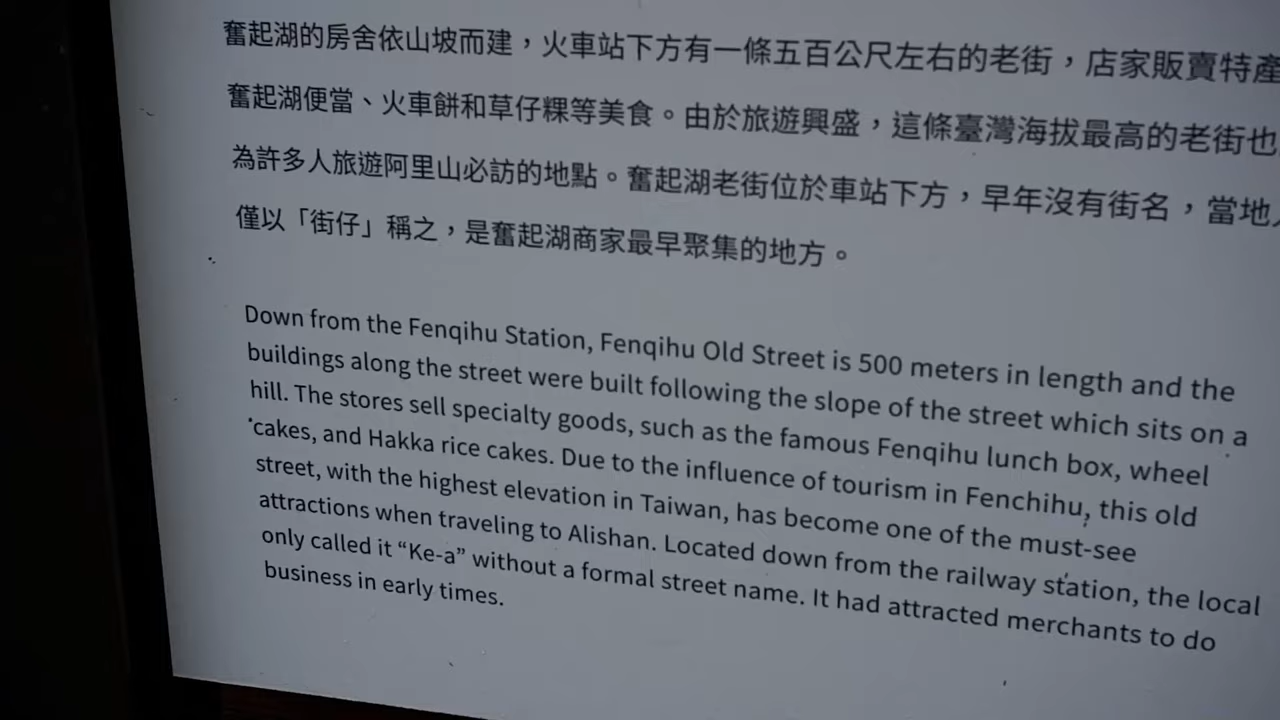 奮起湖的房舍依山坡而建，火車站下方有一條五百公尺左右的老街，店家販賣特產
奮起湖便當、火車餅和草仔粿等美食。由於旅遊興盛，這條臺灣海拔最高的老街也
為許多人旅遊阿里山必訪的地點。奮起湖老街位於車站下方，早年沒有街名，當地
僅以「街仔」稱之，是奮起湖商家最早聚集的地方。
Down from the Fenqihu Station, Fenqihu Old Street is 500 meters in length and the
buildings along the street were built following the slope of the street which sits on a
hill. The stores sell specialty goods, such as the famous Fenqihu lunch box, wheel
cakes, and Hakka rice cakes. Due to the influence of tourism in Fenchihu, this old
street, with the highest elevation in Taiwan, has become one of the must-see
attractions when traveling to Alishan. Located down from the railway station, the local
only called it “Ke-a” without a formal street name. It had attracted merchants to do
business in early times.